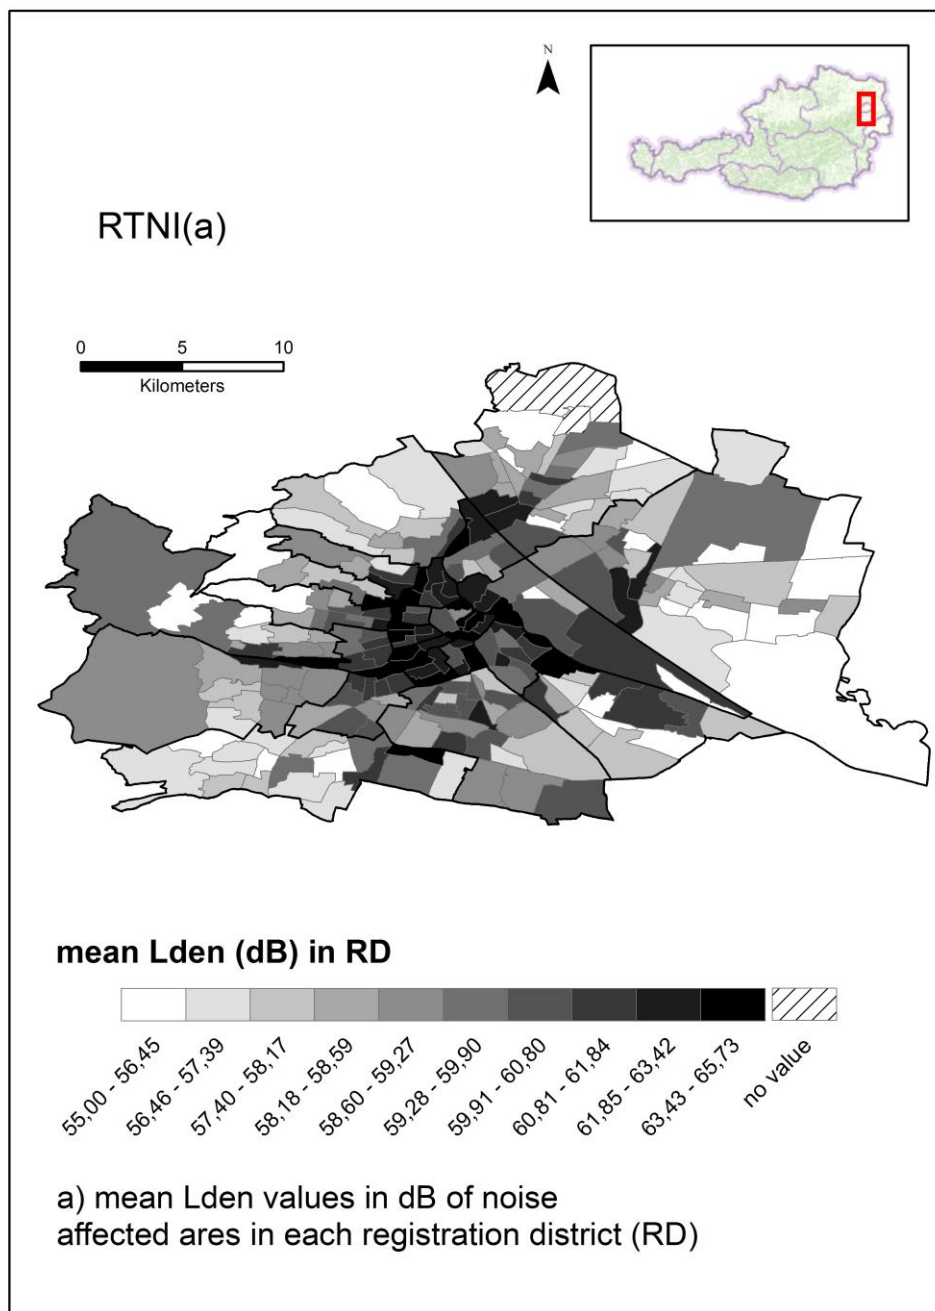 N
RTNI(a)
0 5 10
Kilometers
mean Lden (dB) in RD
55,00 - 56,45
56,46 - 57,39
57,40 - 58,17
58,18 - 58,59
58,60 - 59,27
59,28 - 59,90
59,91 - 60,80
60,81 - 61,84
61,85 - 63,42
63,43 - 65,73
no value
a) mean Lden values in dB of noise
affected ares in each registration district (RD)